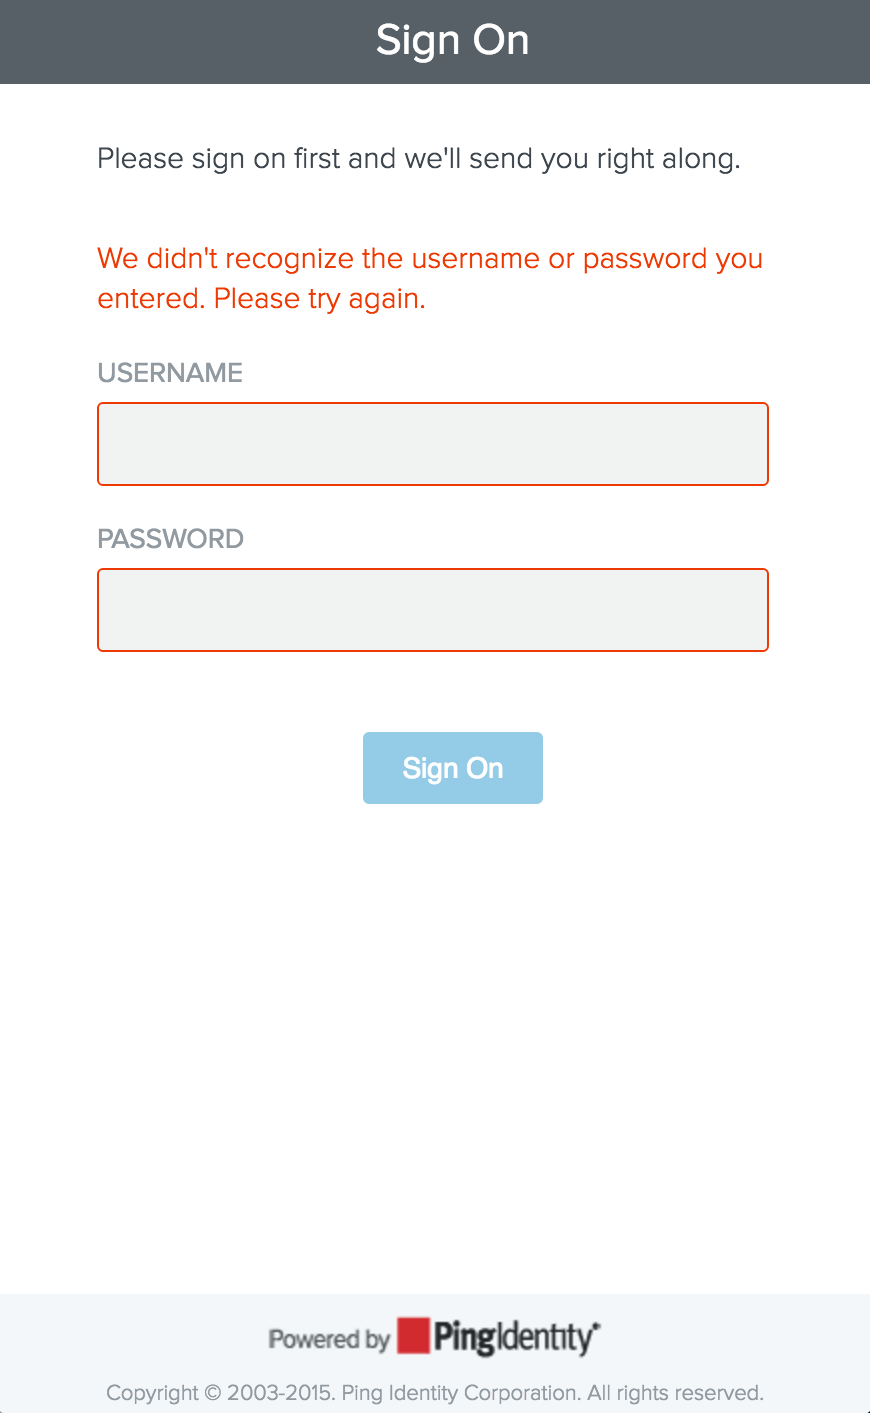 Sign On
Please sign on first and we'll send you right along.
We didn't recognize the username or password you
entered. Please try again.
USERNAME
PASSWORD
Sign On
Powered by PingIdentity
Copyright © 2003-2015. Ping Identity Corporation. All rights reserved.